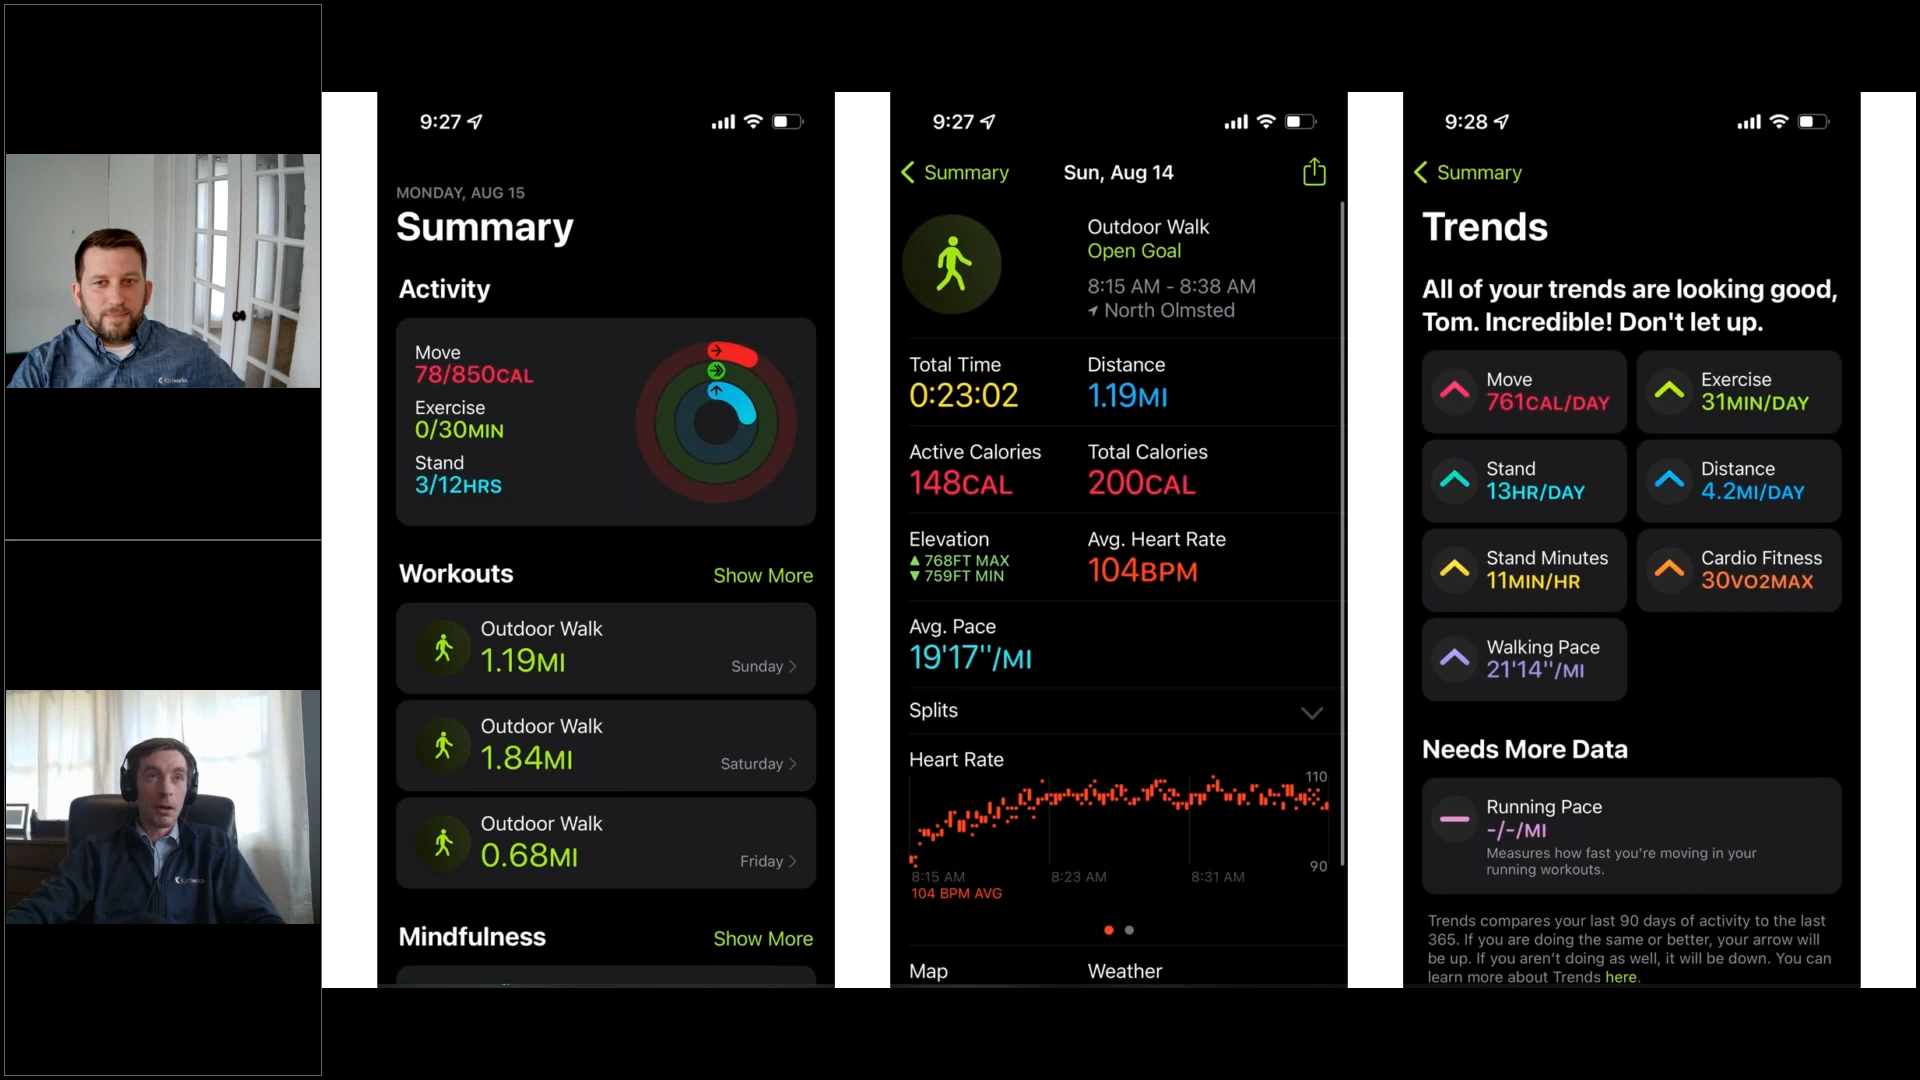 9:27
MONDAY, AUG 15
Summary
Activity
Move
78/850CAL
Exercise
0/30MIN
Stand
3/12HRS
Workouts
Show More
Outdoor Walk
1.19MI
Sunday
Outdoor Walk
1.84MI
Saturday
Outdoor Walk
0.68MI
Friday
Mindfulness
Show More
9:27
Summary
Sun, Aug 14
Outdoor Walk
Open Goal
8:15 AM - 8:38 AM
North Olmsted
Total Time
0:23:02
Distance
1.19MI
Active Calories
148CAL
Total Calories
200CAL
Elevation
▲ 768FT MAX
▼ 759FT MIN
Avg. Heart Rate
104BPM
Avg. Pace
19'17"/MI
Splits
Heart Rate
110
90
8:15 AM
8:23 AM
8:31 AM
104 BPM AVG
Map
Weather
9:28
Summary
Trends
All of your trends are looking good,
Tom. Incredible! Don't let up.
Move
761CAL/DAY
Exercise
31MIN/DAY
Stand
13HR/DAY
Distance
4.2MI/DAY
Stand Minutes
11MIN/HR
Cardio Fitness
30VO2MAX
Walking Pace
21'14"/MI
Needs More Data
Running Pace
-/-/MI
Measures how fast you're moving in your
running workouts.
Trends compares your last 90 days of activity to the last
365. If you are doing the same or better, your arrow will
be up. If you aren't doing as well, it will be down. You can
learn more about Trends here.